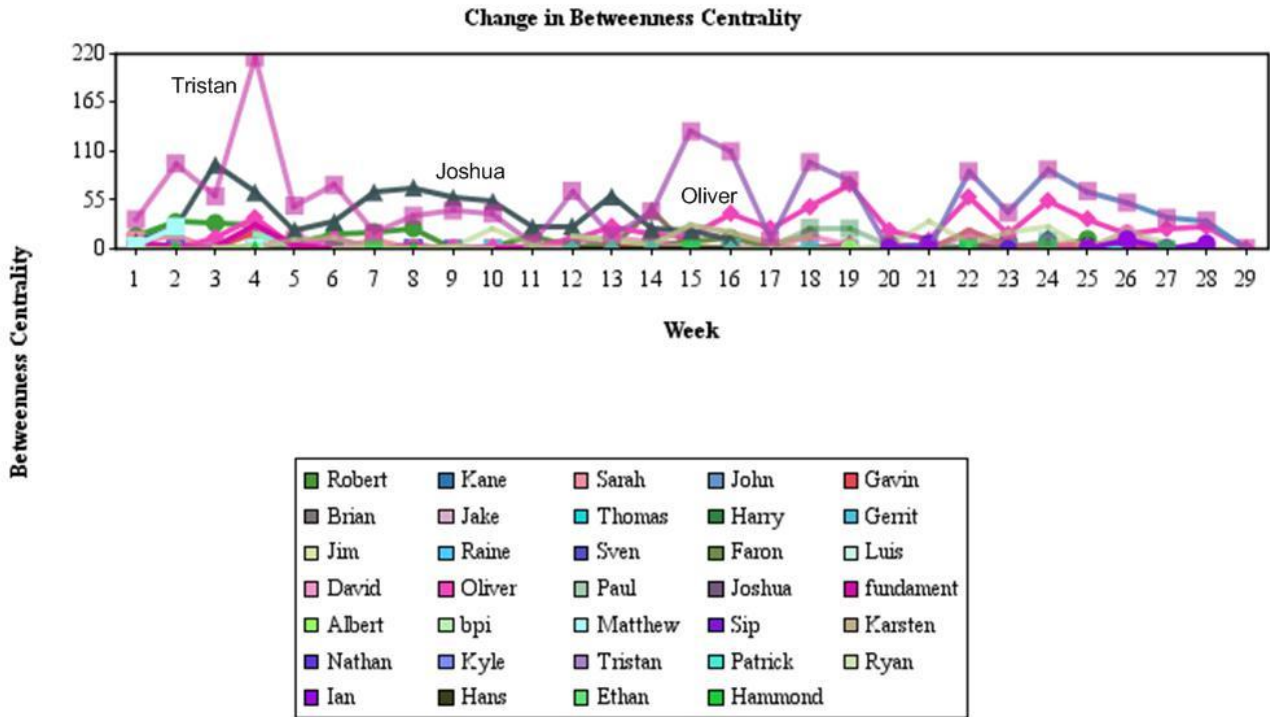 Change in Betweenness Centrality
220
Tristan
165
110
Joshua
Oliver
55
0
1 2 3 4 5 6 7 8 9 10 11 12 13 14 15 16 17 18 19 20 21 22 23 24 25 26 27 28 29
Week
Betweenness Centrality
Robert Kane Sarah John Gavin
Brian Jake Thomas Harry Gerrit
Jim Raine Sven Faron Luis
David Oliver Paul Joshua fundament
Albert bpi Matthew Sip Karsten
Nathan Kyle Tristan Patrick Ryan
Ian Hans Ethan Hammond